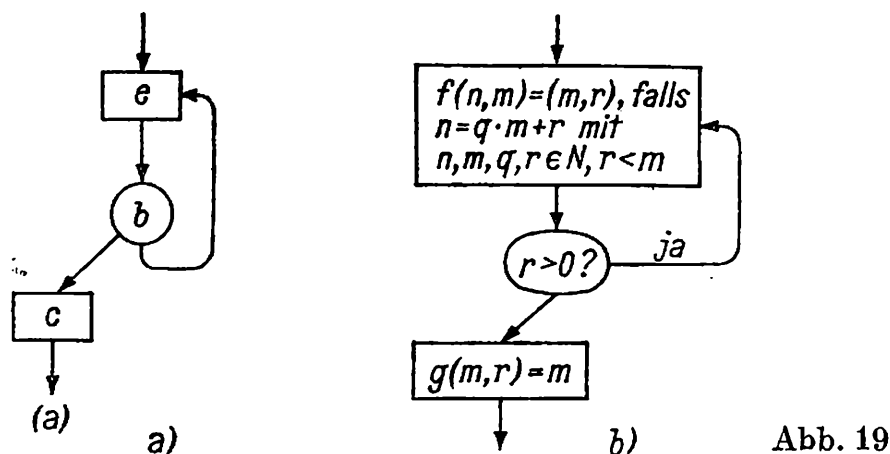 e
b
c
(a)
a)
f(n,m)=(m,r), falls
n=q·m+r mit
n,m,q,r∈N, r<m
r>0?
ja
g(m,r)=m
b)
Abb. 19